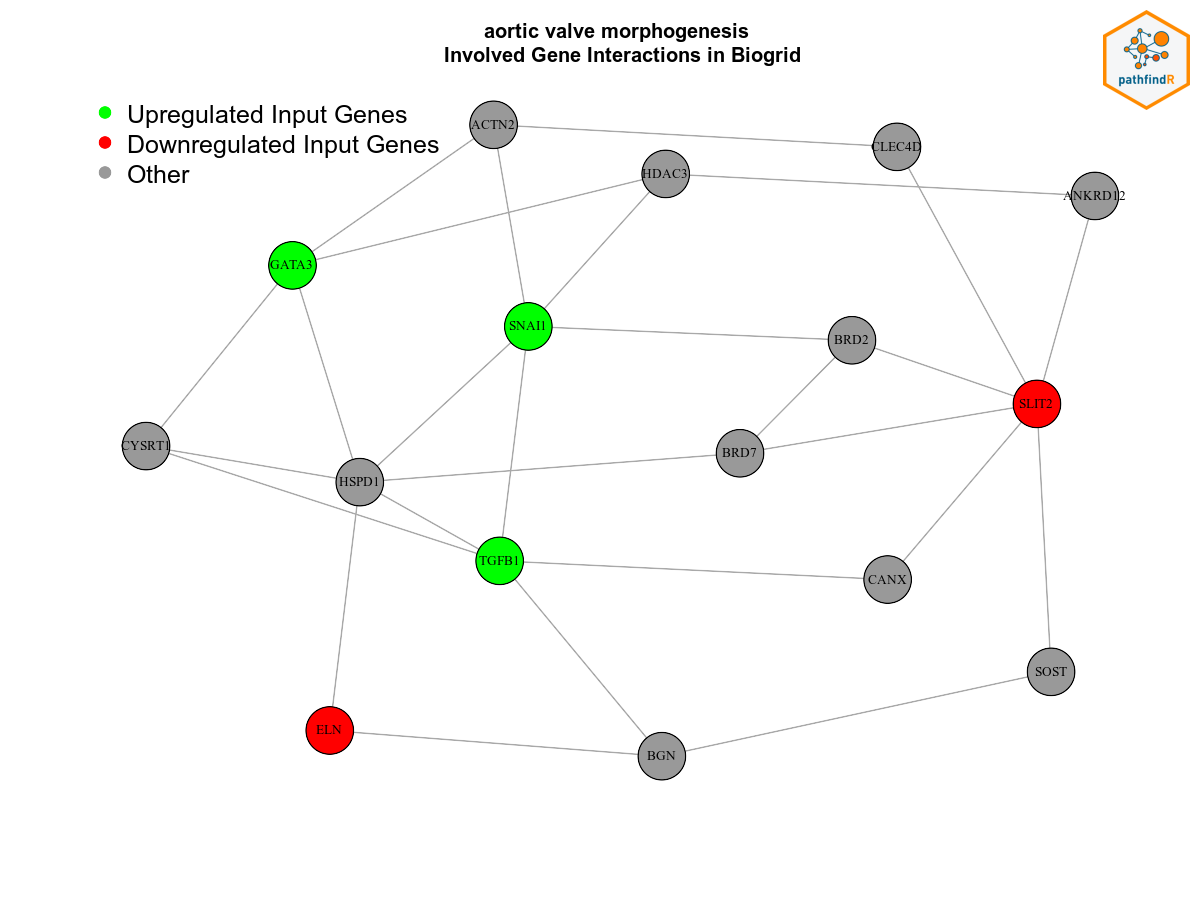 aortic valve morphogenesis
Involved Gene Interactions in Biogrid
pathfindR
Upregulated Input Genes
Downregulated Input Genes
Other
ACTN2
CLEC4D
HDAC3
ANKRD12
GATA3
SNAI1
BRD2
SLIT2
CYSRT1
BRD7
HSPD1
TGFB1
CANX
SOST
ELN
BGN